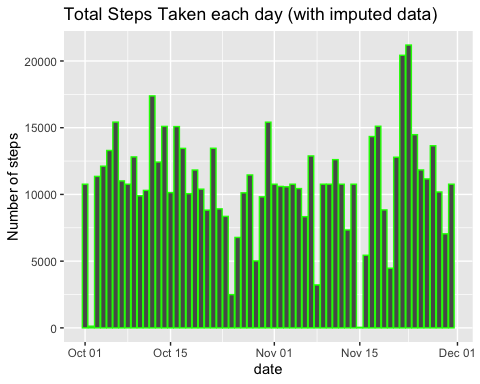 Total Steps Taken each day (with imputed data)
Number of steps
20000
15000
10000
5000
0
Oct 01 Oct 15 Nov 01 Nov 15 Dec 01
date